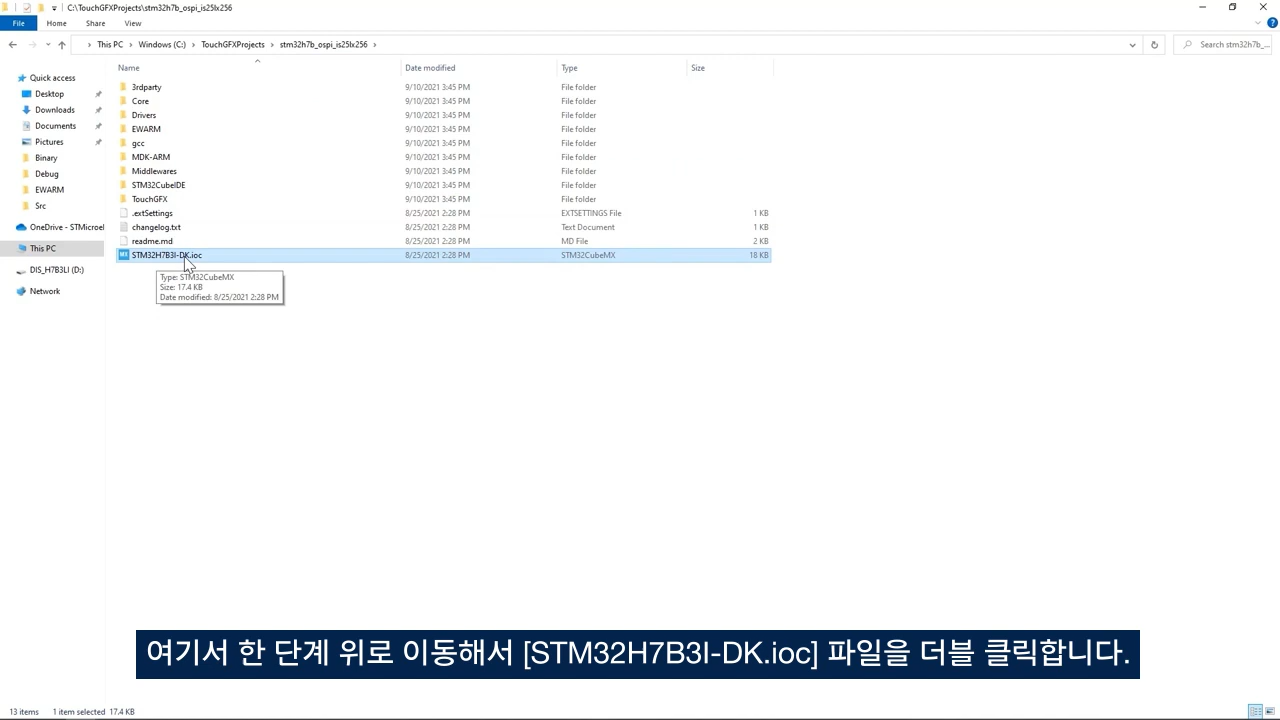 C:\TouchGFXProjects\stm32h7b_ospi_is25lx256
File Home Share View
This PC Windows (C:) TouchGFXProjects stm32h7b_ospi_is25lx256 Search stm32h7b_...
Name Date modified Type Size
Quick access
Desktop
Downloads
Documents
Pictures
Binary
Debug
EWARM
Src
OneDrive - STMicroel
This PC
DIS_H7B3LI (D:)
Network
3rdparty 9/10/2021 3:45 PM File folder
Core 9/10/2021 3:45 PM File folder
Drivers 9/10/2021 3:45 PM File folder
EWARM 9/10/2021 3:45 PM File folder
gcc 9/10/2021 3:45 PM File folder
MDK-ARM 9/10/2021 3:45 PM File folder
Middlewares 9/10/2021 3:45 PM File folder
STM32CubeIDE 9/10/2021 3:45 PM File folder
TouchGFX 9/10/2021 3:45 PM File folder
.extSettings 8/25/2021 2:28 PM EXTSETTINGS File 1 KB
changelog.txt 8/25/2021 2:28 PM Text Document 1 KB
readme.md 8/25/2021 2:28 PM MD File 2 KB
STM32H7B3I-DK.ioc 8/25/2021 2:28 PM STM32CubeMX 18 KB
Type: STM32CubeMX
Size: 17.4 KB
Date modified: 8/25/2021 2:28 PM
여기서 한 단계 위로 이동해서 [STM32H7B3I-DK.ioc] 파일을 더블 클릭합니다.
13 items 1 item selected 17.4 KB